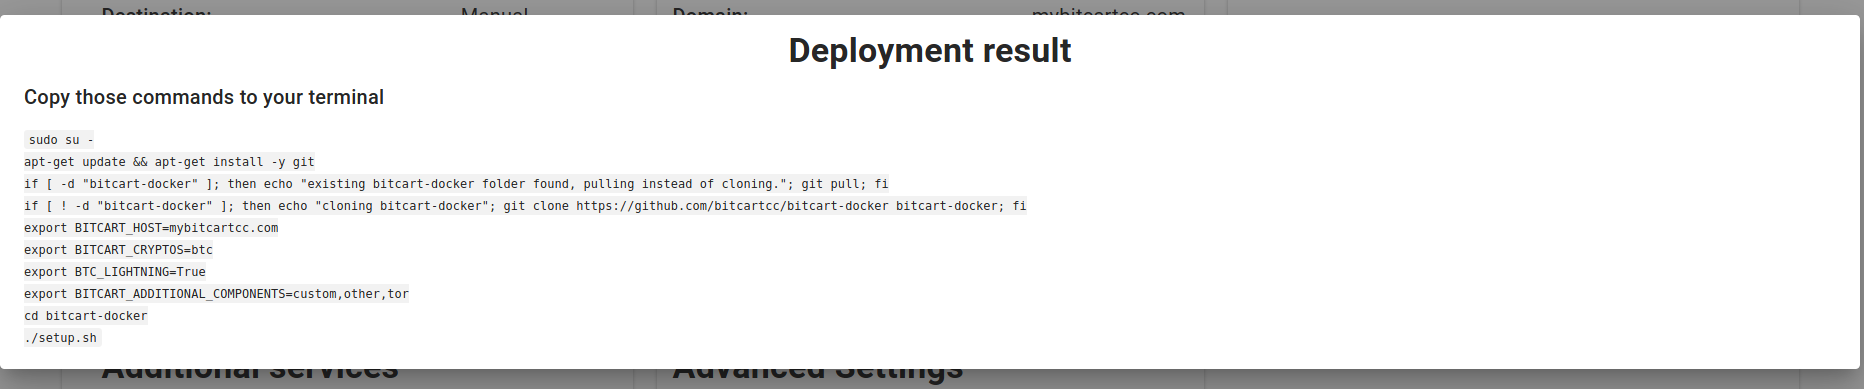 Destination: Manual Domain: mybitcartcc.com
Deployment result
Copy those commands to your terminal
sudo su -
apt-get update && apt-get install -y git
if [ -d "bitcart-docker" ]; then echo "existing bitcart-docker folder found, pulling instead of cloning."; git pull; fi
if [ ! -d "bitcart-docker" ]; then echo "cloning bitcart-docker"; git clone https://github.com/bitcartcc/bitcart-docker bitcart-docker; fi
export BITCART_HOST=mybitcartcc.com
export BITCART_CRYPTOS=btc
export BTC_LIGHTNING=True
export BITCART_ADDITIONAL_COMPONENTS=custom,other,tor
cd bitcart-docker
./setup.sh
Additional services Advanced Settings